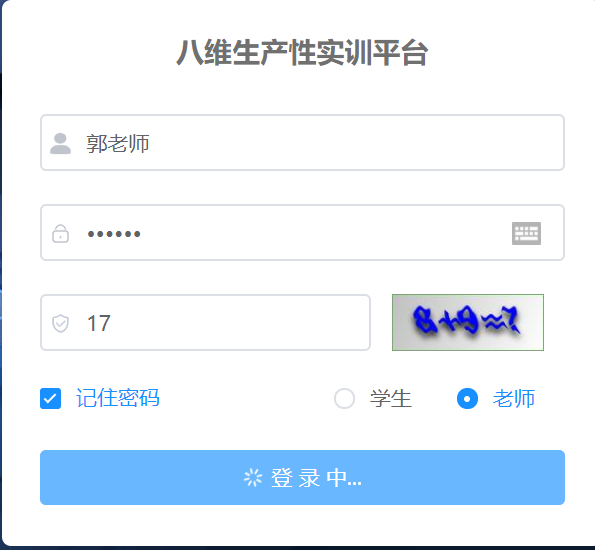 八维生产性实训平台
郭老师
••••••
17
8+9=?
记住密码
学生
老师
登 录 中...